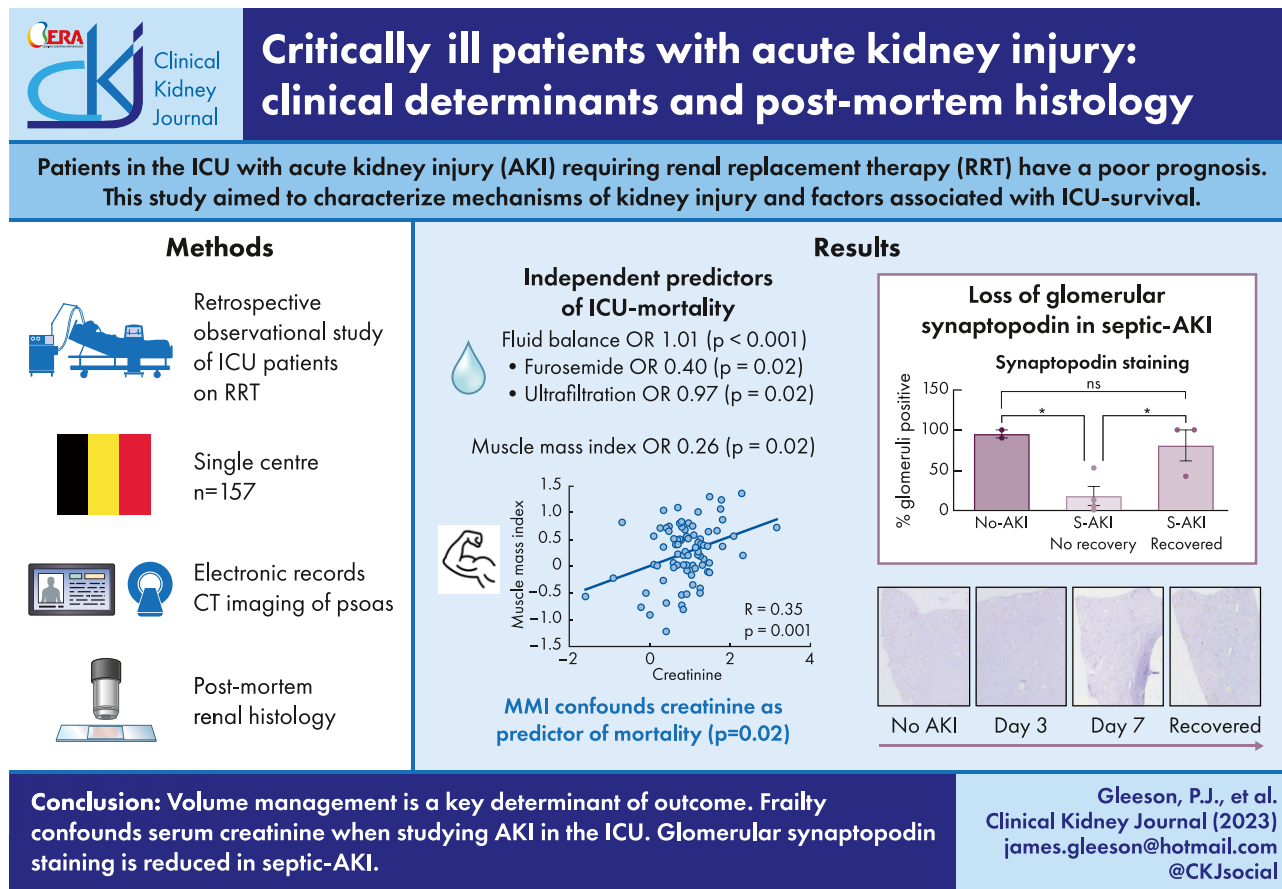 ERA
CKJ
Clinical
Kidney
Journal
Critically ill patients with acute kidney injury:
clinical determinants and post-mortem histology
Patients in the ICU with acute kidney injury (AKI) requiring renal replacement therapy (RRT) have a poor prognosis.
This study aimed to characterize mechanisms of kidney injury and factors associated with ICU-survival.
Methods
Retrospective
observational study
of ICU patients
on RRT
Single centre
n=157
Electronic records
CT imaging of psoas
Post-mortem
renal histology
Results
Independent predictors
of ICU-mortality
Fluid balance OR 1.01 (p < 0.001)
• Furosemide OR 0.40 (p = 0.02)
• Ultrafiltration OR 0.97 (p = 0.02)
Muscle mass index OR 0.26 (p = 0.02)
Muscle mass index
1.5
1.0
0.5
0
−0.5
−1.0
−1.5
R = 0.35
p = 0.001
−2
0
2
4
Creatinine
MMI confounds creatinine as
predictor of mortality (p=0.02)
Loss of glomerular
synaptopodin in septic-AKI
Synaptopodin staining
% glomeruli positive
150
100
50
0
ns
*
*
No-AKI
S-AKI
No recovery
S-AKI
Recovered
No AKI
Day 3
Day 7
Recovered
Conclusion: Volume management is a key determinant of outcome. Frailty
confounds serum creatinine when studying AKI in the ICU. Glomerular synaptopodin
staining is reduced in septic-AKI.
Gleeson, P.J., et al.
Clinical Kidney Journal (2023)
james.gleeson@hotmail.com
@CKJsocial